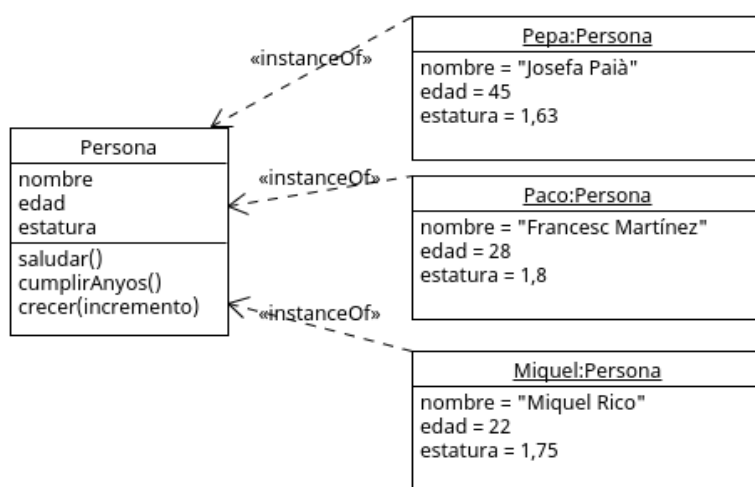 Pepa:Persona
nombre = "Josefa Paià"
edad = 45
estatura = 1,63
«instanceOf»
Persona
nombre
edad
estatura
saludar()
cumplirAnyos()
crecer(incremento)
«instanceOf»
Paco:Persona
nombre = "Francesc Martínez"
edad = 28
estatura = 1,8
«instanceOf»
Miquel:Persona
nombre = "Miquel Rico"
edad = 22
estatura = 1,75